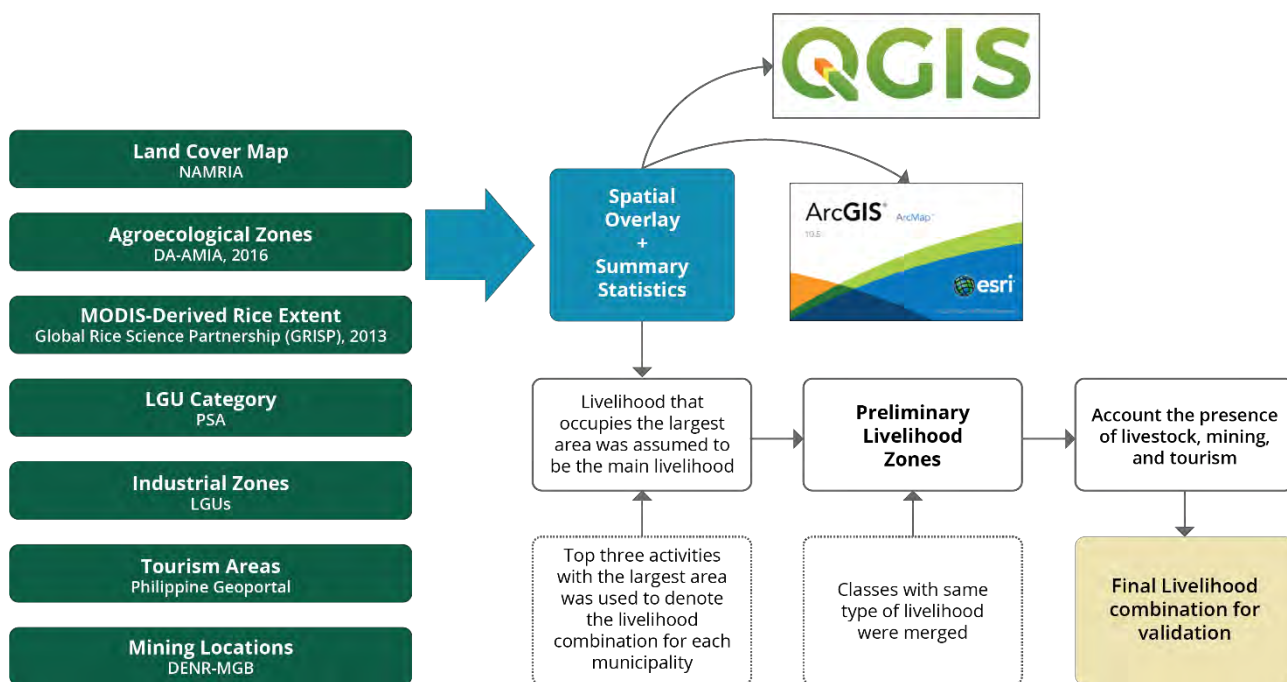 Land Cover Map
NAMRIA
Agroecological Zones
DA-AMIA, 2016
MODIS-Derived Rice Extent
Global Rice Science Partnership (GRISP), 2013
LGU Category
PSA
Industrial Zones
LGUs
Tourism Areas
Philippine Geoportal
Mining Locations
DENR-MGB
Spatial
Overlay
+
Summary
Statistics
QGIS
ArcGIS® ArcMap™
esri
Livelihood that
occupies the largest
area was assumed to
be the main livelihood
Top three activities
with the largest area
was used to denote
the livelihood
combination for each
municipality
Preliminary
Livelihood
Zones
Classes with same
type of livelihood
were merged
Account the presence
of livestock, mining,
and tourism
Final Livelihood
combination for
validation